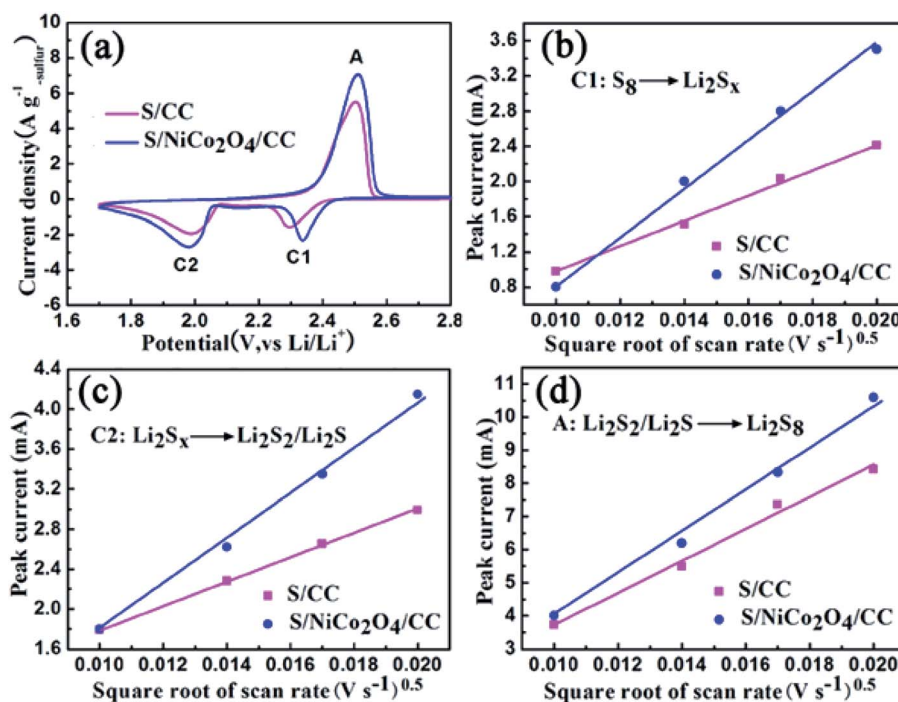 (a)
A
S/CC
S/NiCo₂O₄/CC
C2
C1
10
8
6
4
2
0
-2
-4
-6
1.6 1.8 2.0 2.2 2.4 2.6 2.8
Current density(A g⁻¹-sulfur)
Potential(V,vs Li/Li⁺)
(b)
C1: S₈→Li₂Sₓ
S/CC
S/NiCo₂O₄/CC
3.6
3.0
2.4
1.8
1.2
0.8
0.010 0.012 0.014 0.016 0.018 0.020
Peak current (mA)
Square root of scan rate (V s⁻¹)⁰·⁵
(c)
C2: Li₂Sₓ→Li₂S₂/Li₂S
S/CC
S/NiCo₂O₄/CC
4.4
4.0
3.6
3.2
2.8
2.4
2.0
1.6
0.010 0.012 0.014 0.016 0.018 0.020
Peak current (mA)
Square root of scan rate (V s⁻¹)⁰·⁵
(d)
A: Li₂S₂/Li₂S→Li₂S₈
S/CC
S/NiCo₂O₄/CC
11
10
9
8
7
6
5
4
3
0.010 0.012 0.014 0.016 0.018 0.020
Peak current (mA)
Square root of scan rate (V s⁻¹)⁰·⁵